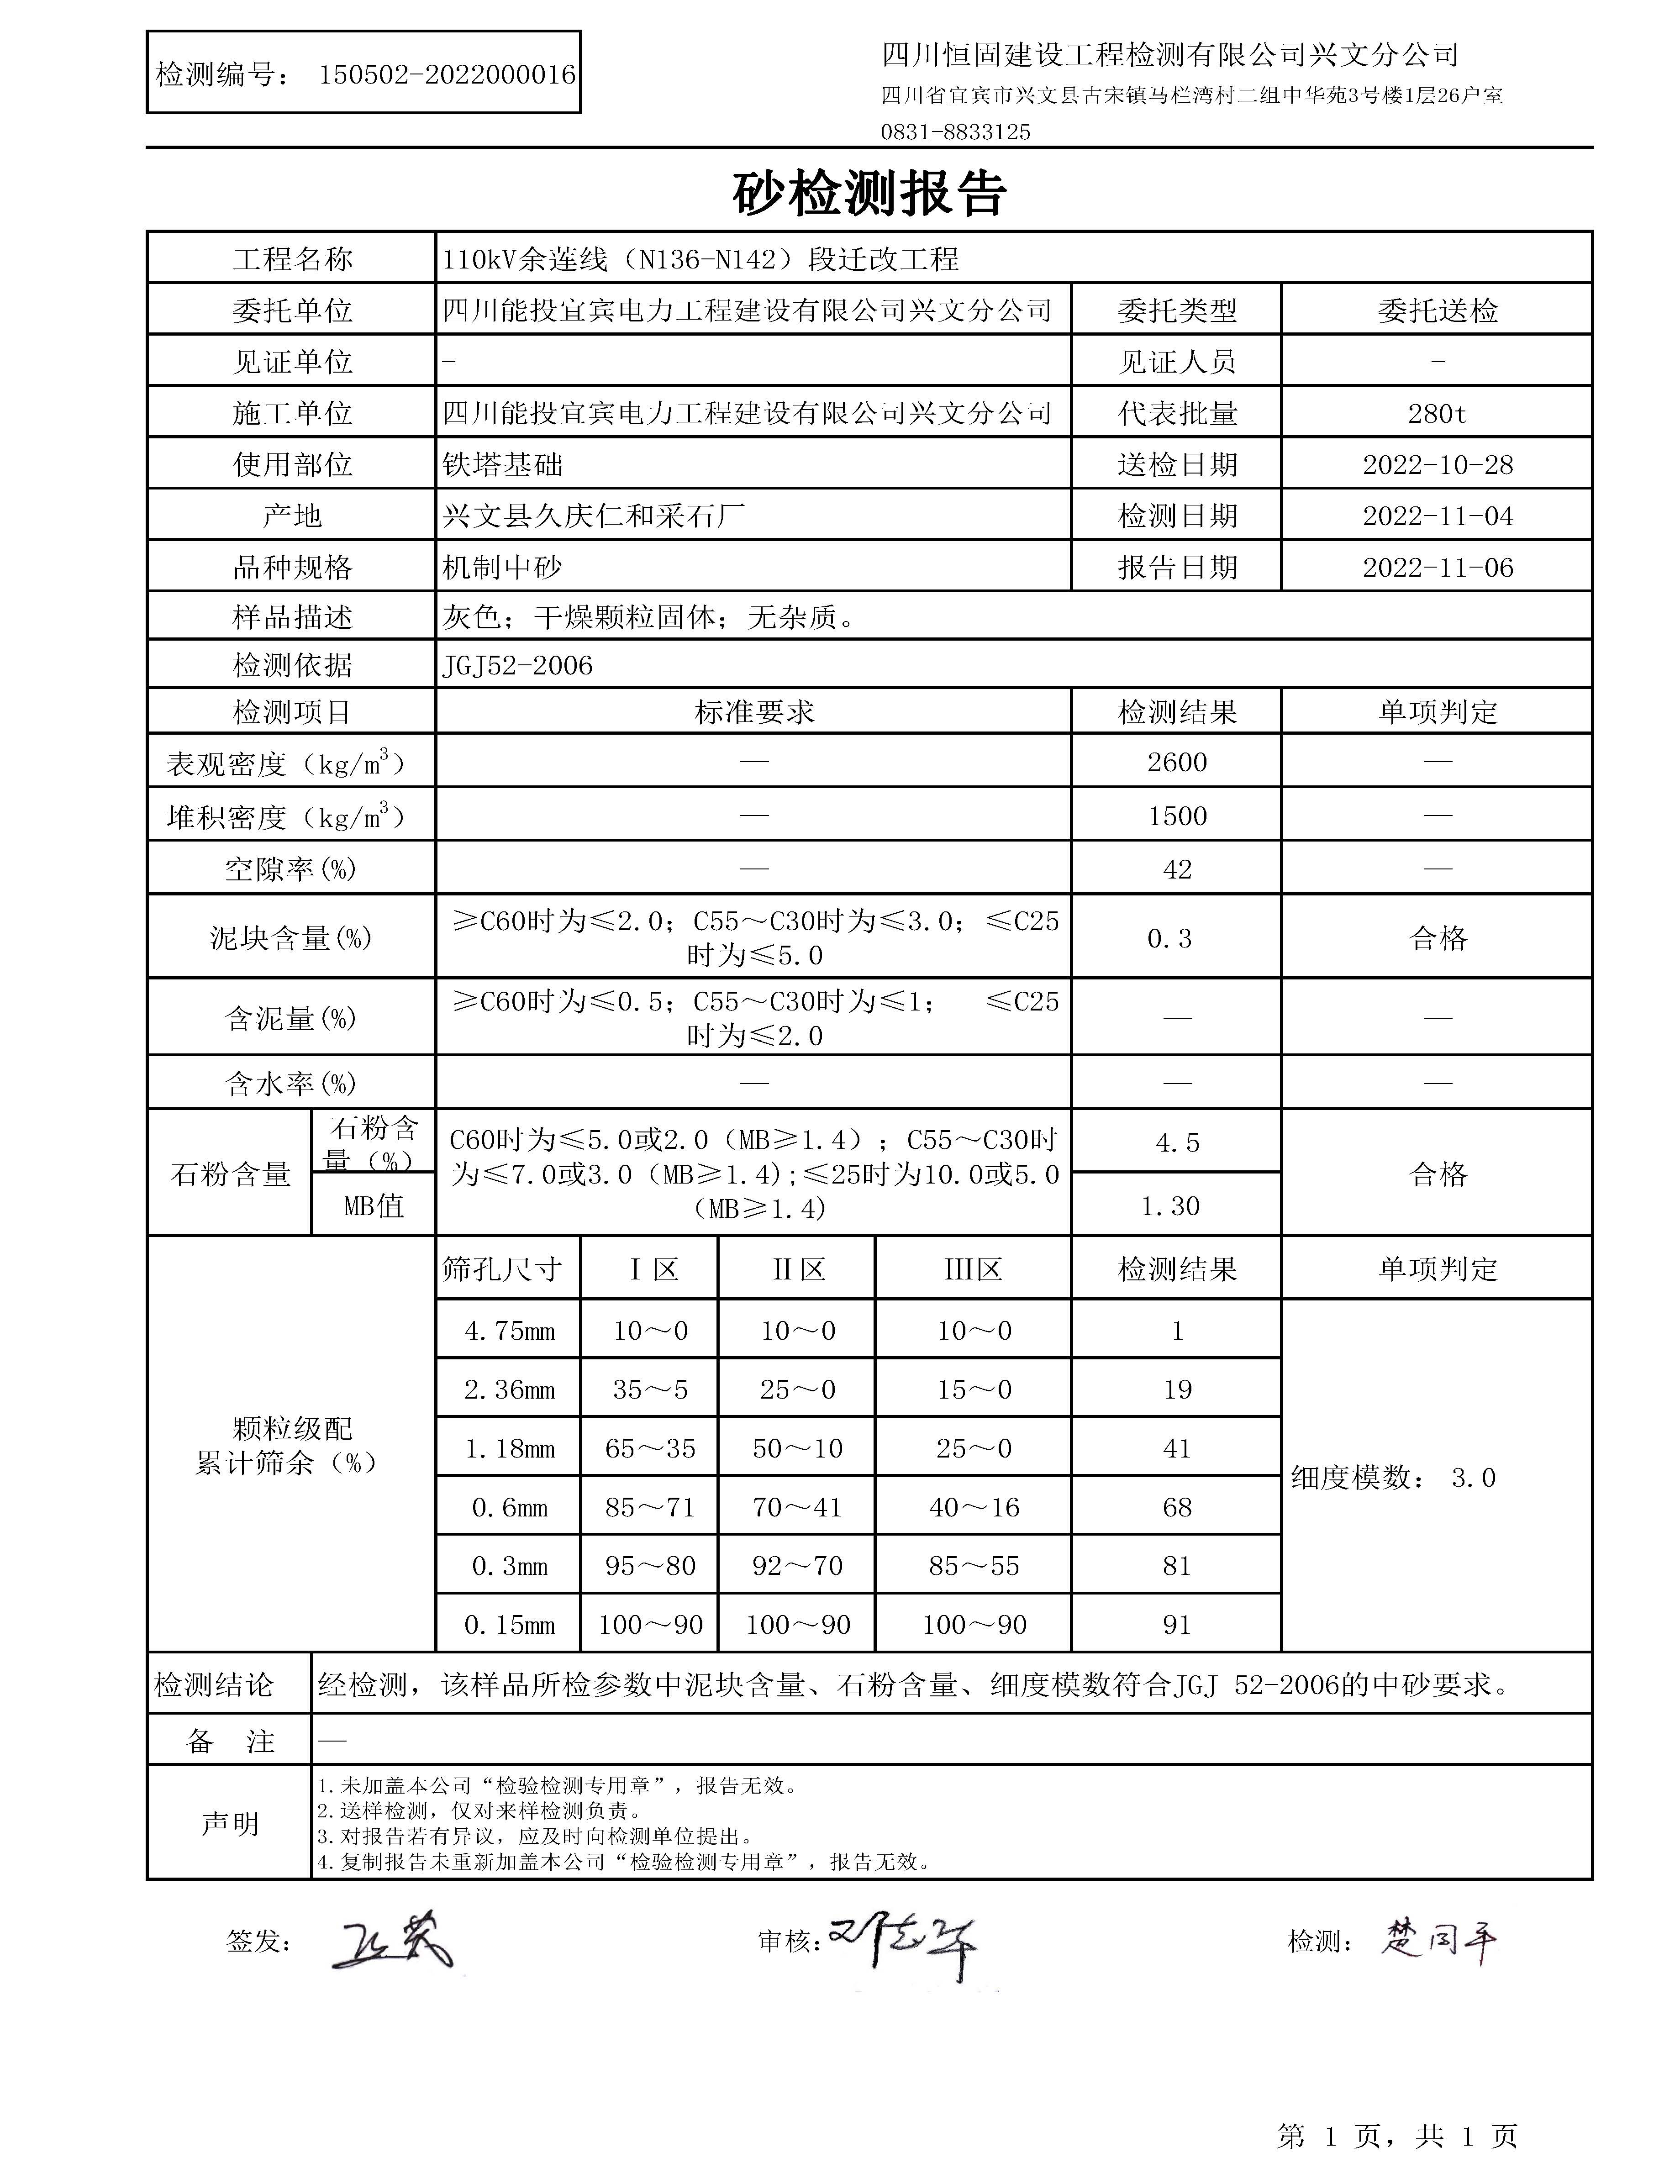 检测编号： 150502-2022000016
四川恒固建设工程检测有限公司兴文分公司
四川省宜宾市兴文县古宋镇马栏湾村二组中华苑3号楼1层26户室
0831-8833125
砂检测报告
工程名称 110kV余莲线（N136-N142）段迁改工程
委托单位 四川能投宜宾电力工程建设有限公司兴文分公司 委托类型 委托送检
见证单位 - 见证人员 -
施工单位 四川能投宜宾电力工程建设有限公司兴文分公司 代表批量 280t
使用部位 铁塔基础 送检日期 2022-10-28
产地 兴文县久庆仁和采石厂 检测日期 2022-11-04
品种规格 机制中砂 报告日期 2022-11-06
样品描述 灰色；干燥颗粒固体；无杂质。
检测依据 JGJ52-2006
检测项目 标准要求 检测结果 单项判定
表观密度（kg/m³） — 2600 —
堆积密度（kg/m³） — 1500 —
空隙率(%) — 42 —
泥块含量(%) ≥C60时为≤2.0；C55～C30时为≤3.0；≤C25
时为≤5.0 0.3 合格
含泥量(%) ≥C60时为≤0.5；C55～C30时为≤1； ≤C25
时为≤2.0 — —
含水率(%) — — —
石粉含量 石粉含
量（%） C60时为≤5.0或2.0（MB≥1.4）；C55～C30时
为≤7.0或3.0（MB≥1.4);≤25时为10.0或5.0
（MB≥1.4) 4.5 合格
MB值 1.30
颗粒级配
累计筛余（%）
筛孔尺寸 Ⅰ区 Ⅱ区 Ⅲ区 检测结果 单项判定
4.75mm 10～0 10～0 10～0 1
2.36mm 35～5 25～0 15～0 19
1.18mm 65～35 50～10 25～0 41
0.6mm 85～71 70～41 40～16 68
细度模数： 3.0
0.3mm 95～80 92～70 85～55 81
0.15mm 100～90 100～90 100～90 91
检测结论 经检测，该样品所检参数中泥块含量、石粉含量、细度模数符合JGJ 52-2006的中砂要求。
备 注 —
声明
1.未加盖本公司“检验检测专用章”，报告无效。
2.送样检测，仅对来样检测负责。
3.对报告若有异议，应及时向检测单位提出。
4.复制报告未重新加盖本公司“检验检测专用章”，报告无效。
签发： 审核： 检测： 楚同平
第 1 页，共 1 页